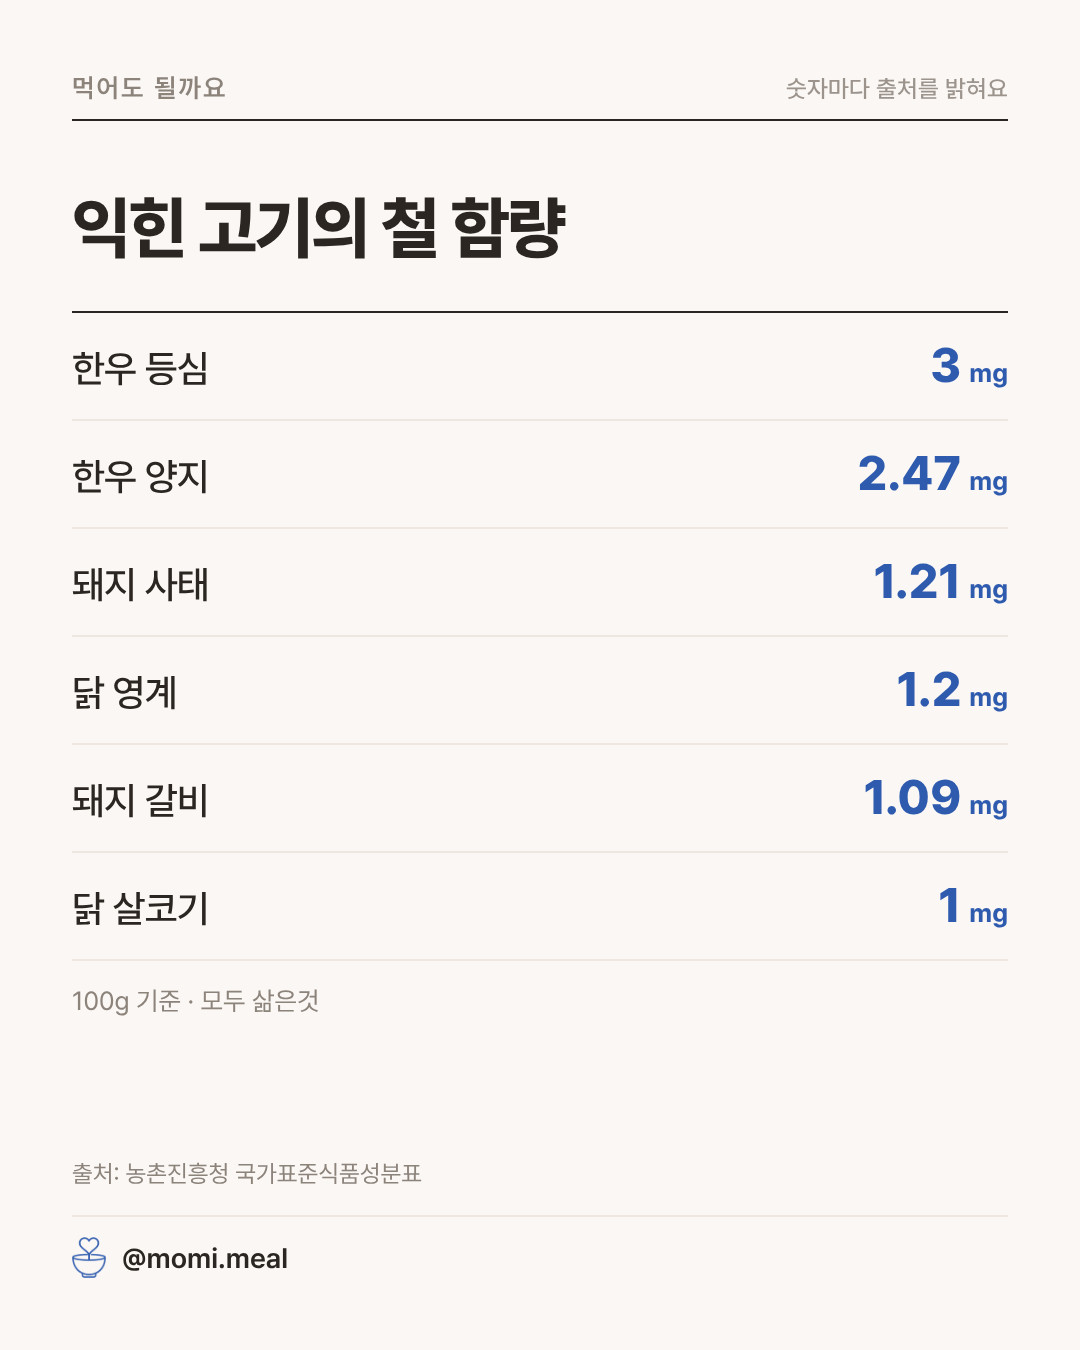 먹어도 될까요
숫자마다 출처를 밝혀요
익힌 고기의 철 함량
한우 등심 3 mg
한우 양지 2.47 mg
돼지 사태 1.21 mg
닭 영계 1.2 mg
돼지 갈비 1.09 mg
닭 살코기 1 mg
100g 기준 · 모두 삶은것
출처: 농촌진흥청 국가표준식품성분표
@momi.meal